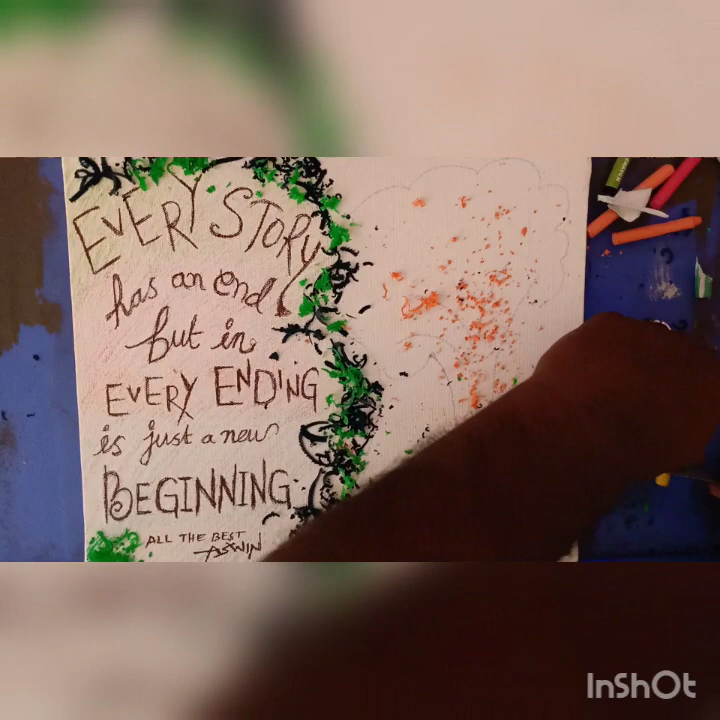 EVERY STORY
has an end
but in
EVERY ENDING
is just a new
BEGINNING
ALL THE BEST
ASWIN
InShOt